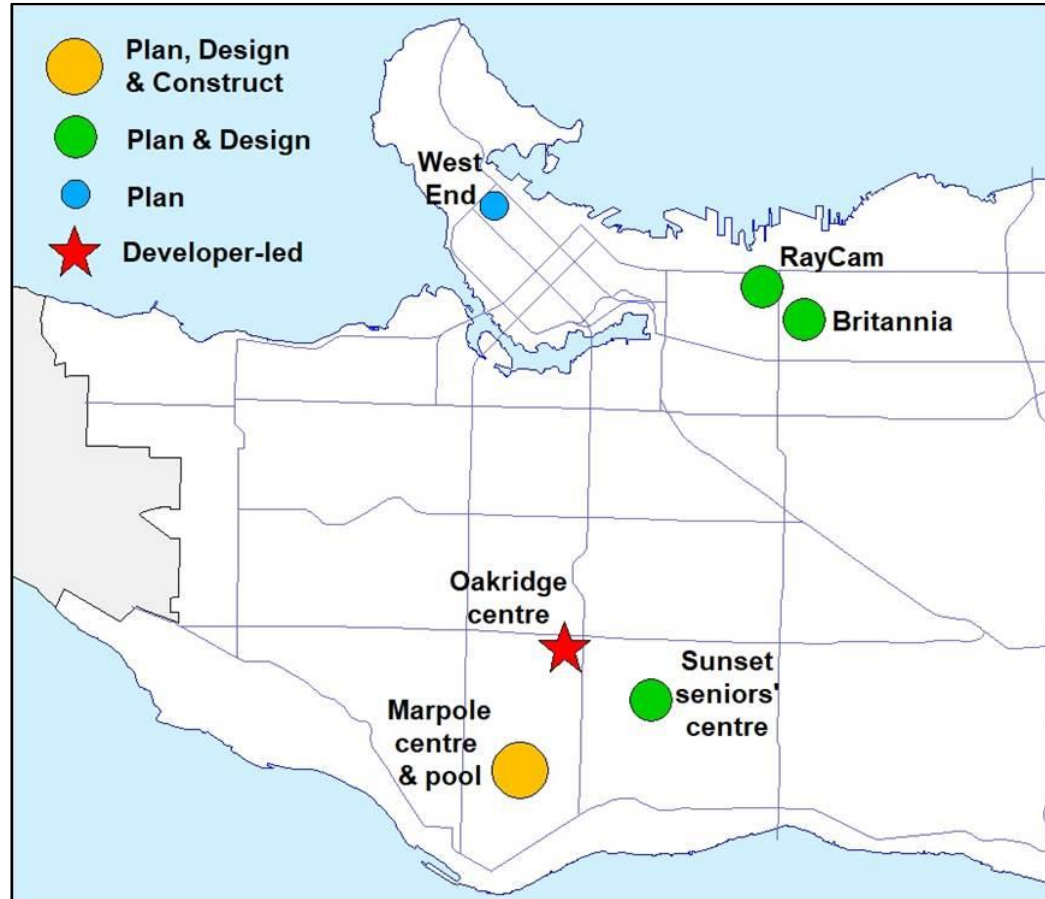 Plan, Design
& Construct
Plan & Design
Plan
Developer-led
West
End
RayCam
Britannia
Oakridge
centre
Sunset
seniors'
centre
Marpole
centre
& pool